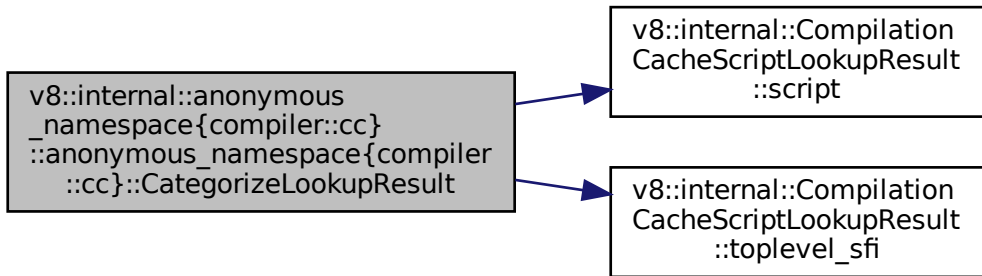 v8::internal::anonymous
_namespace{compiler::cc}
::anonymous_namespace{compiler
::cc}::CategorizeLookupResult
v8::internal::Compilation
CacheScriptLookupResult
::script
v8::internal::Compilation
CacheScriptLookupResult
::toplevel_sfi